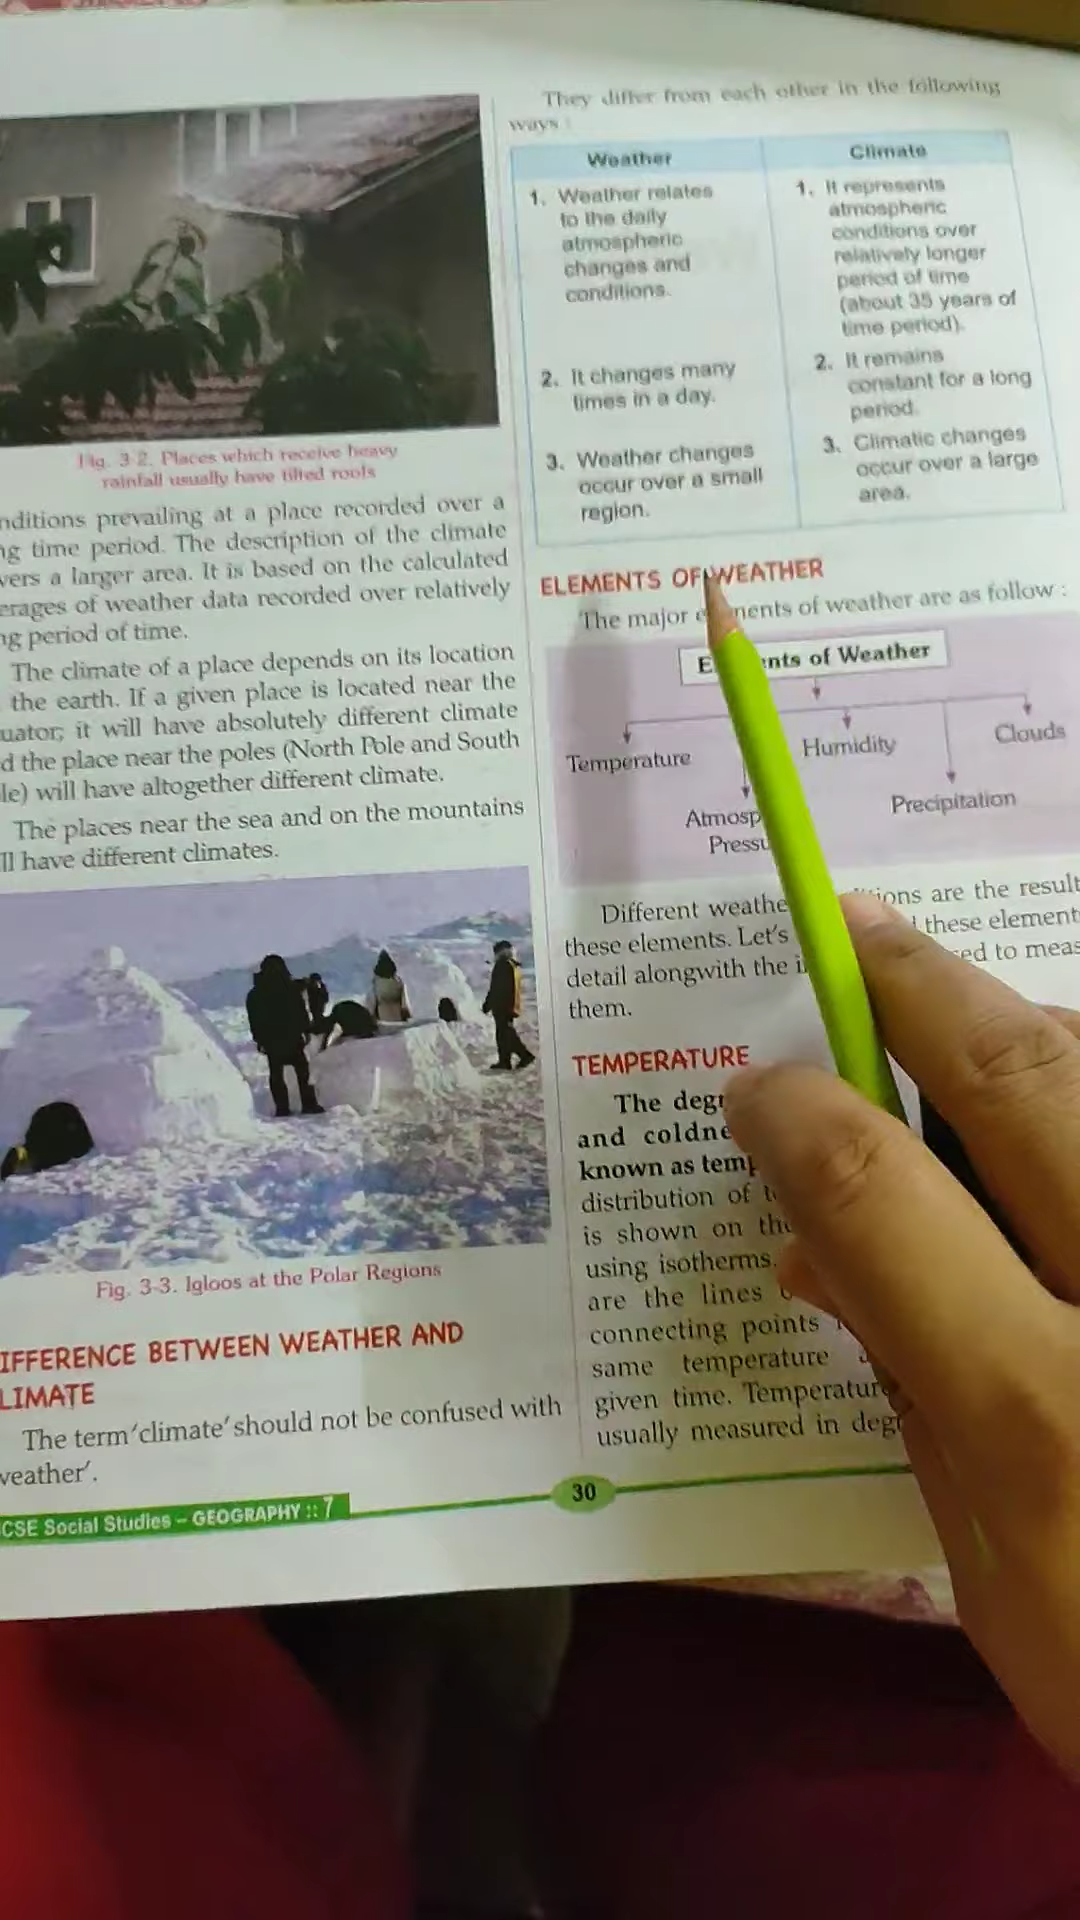 Fig. 3-2. Places which receive heavy
rainfall usually have tilted roofs
nditions prevailing at a place recorded over a
ng time period. The description of the climate
vers a larger area. It is based on the calculated
erages of weather data recorded over relatively
ng period of time.
The climate of a place depends on its location
the earth. If a given place is located near the
uator; it will have absolutely different climate
d the place near the poles (North Pole and South
le) will have altogether different climate.
The places near the sea and on the mountains
ll have different climates.
Fig. 3-3. Igloos at the Polar Regions
IFFERENCE BETWEEN WEATHER AND
LIMATE
The term 'climate' should not be confused with
veather'.
They differ from each other in the following
ways :
Weather
1. Weather relates
to the daily
atmospheric
changes and
conditions.
2. It changes many
times in a day.
3. Weather changes
occur over a small
region.
Climate
1. It represents
atmospheric
conditions over
relatively longer
period of time
(about 35 years of
time period).
2. It remains
constant for a long
period.
3. Climatic changes
occur over a large
area.
ELEMENTS OF WEATHER
The major nents of weather are as follow :
E nts of Weather
Temperature
Humidity
Clouds
Atmosp
Pressu
Precipitation
Different weathe ions are the result
these elements. Let's these element
detail alongwith the i ed to meas
them.
TEMPERATURE
The degr
and coldne
known as temp
distribution of t
is shown on the
using isotherms.
are the lines
connecting points
same temperature
given time. Temperature
usually measured in degr
CSE Social Studies – GEOGRAPHY :: 7
30